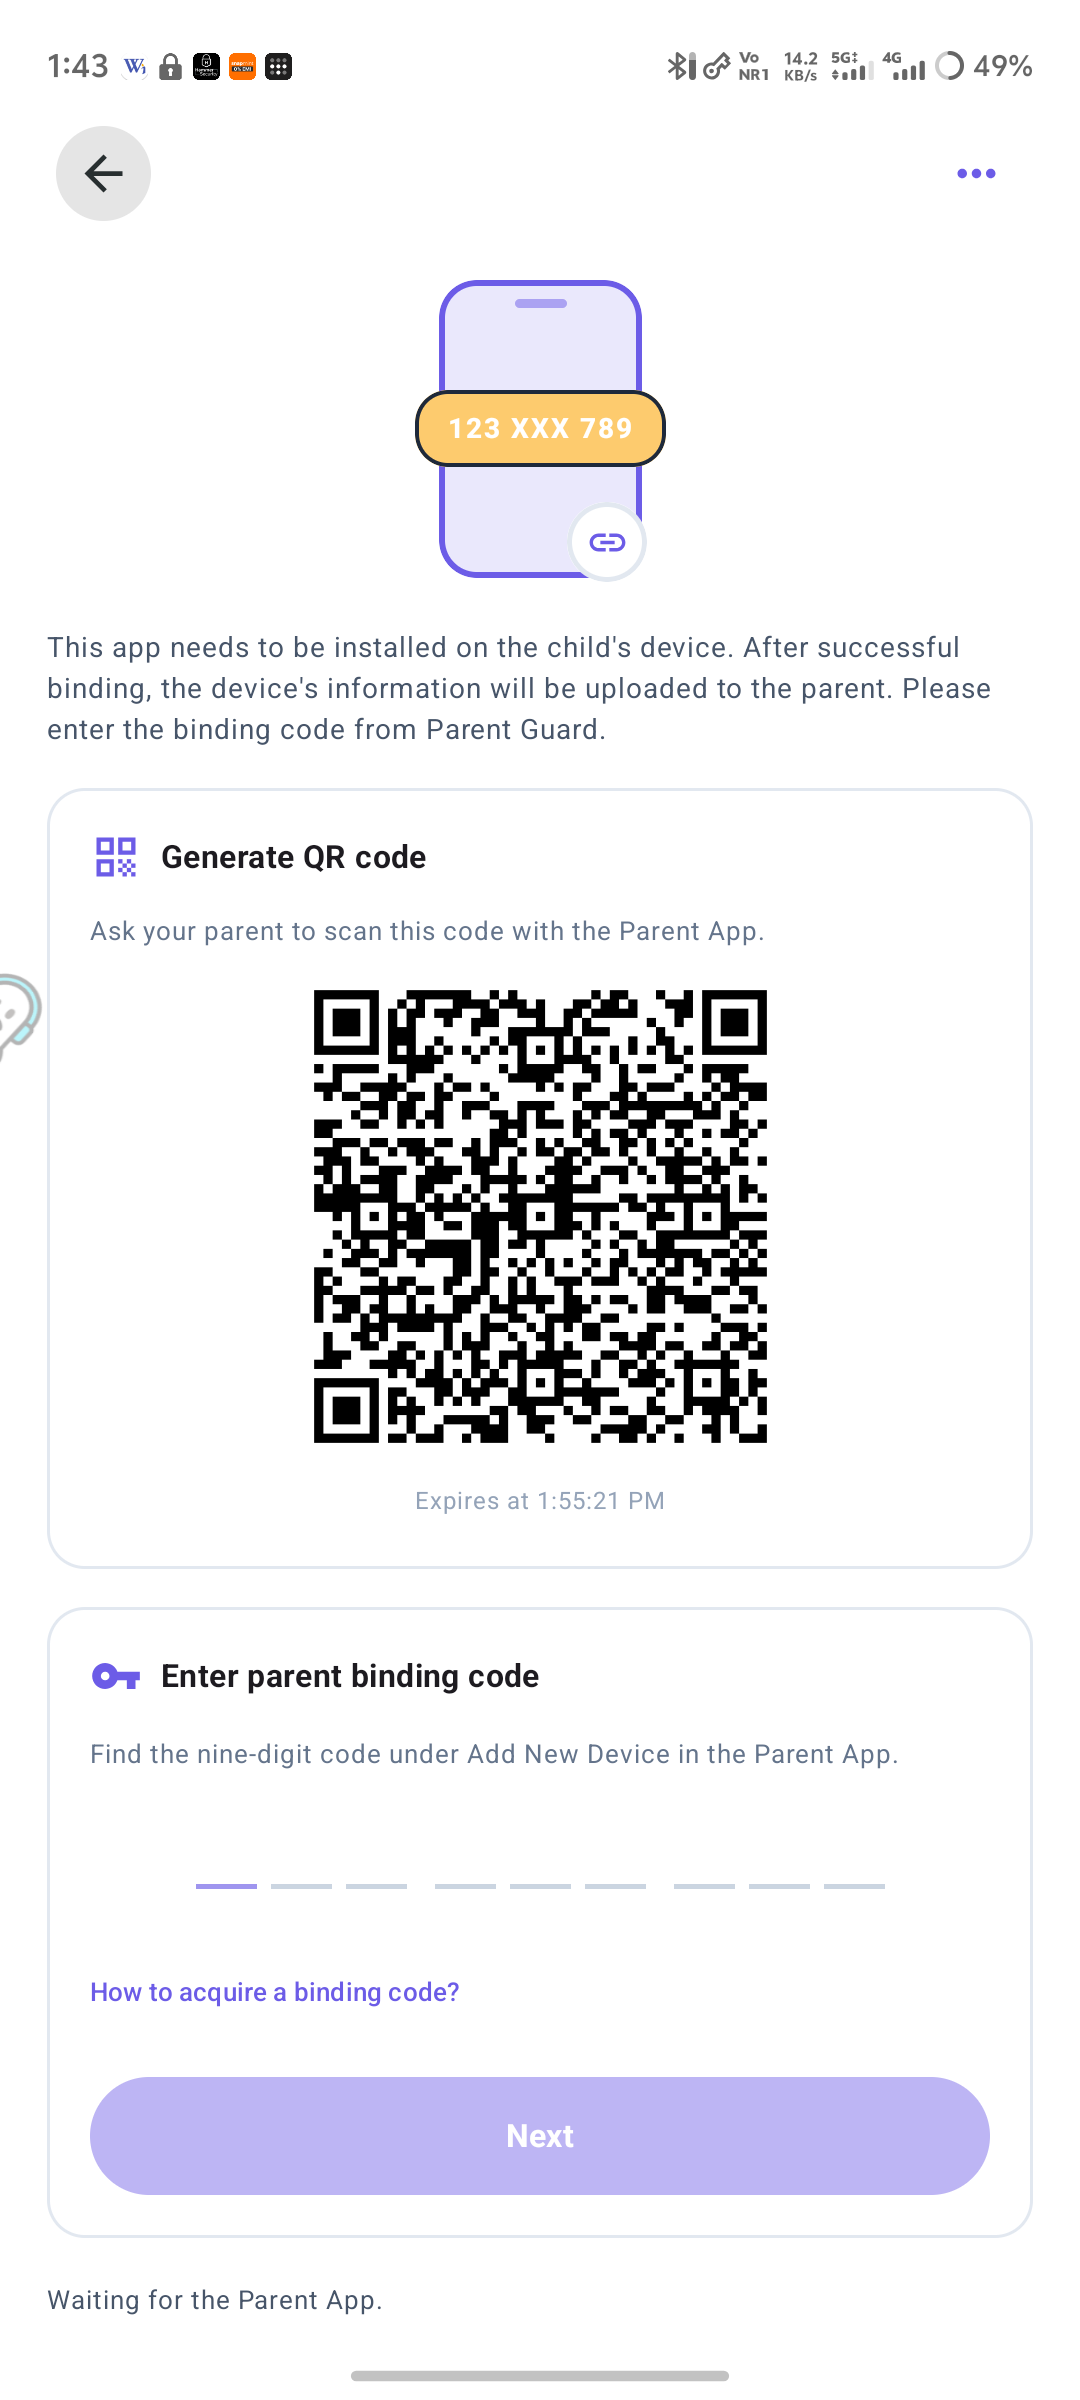 1:43
Vo
NR1
14.2
KB/s
5G
4G
49%
123 XXX 789
This app needs to be installed on the child's device. After successful
binding, the device's information will be uploaded to the parent. Please
enter the binding code from Parent Guard.
Generate QR code
Ask your parent to scan this code with the Parent App.
Expires at 1:55:21 PM
Enter parent binding code
Find the nine-digit code under Add New Device in the Parent App.
How to acquire a binding code?
Next
Waiting for the Parent App.